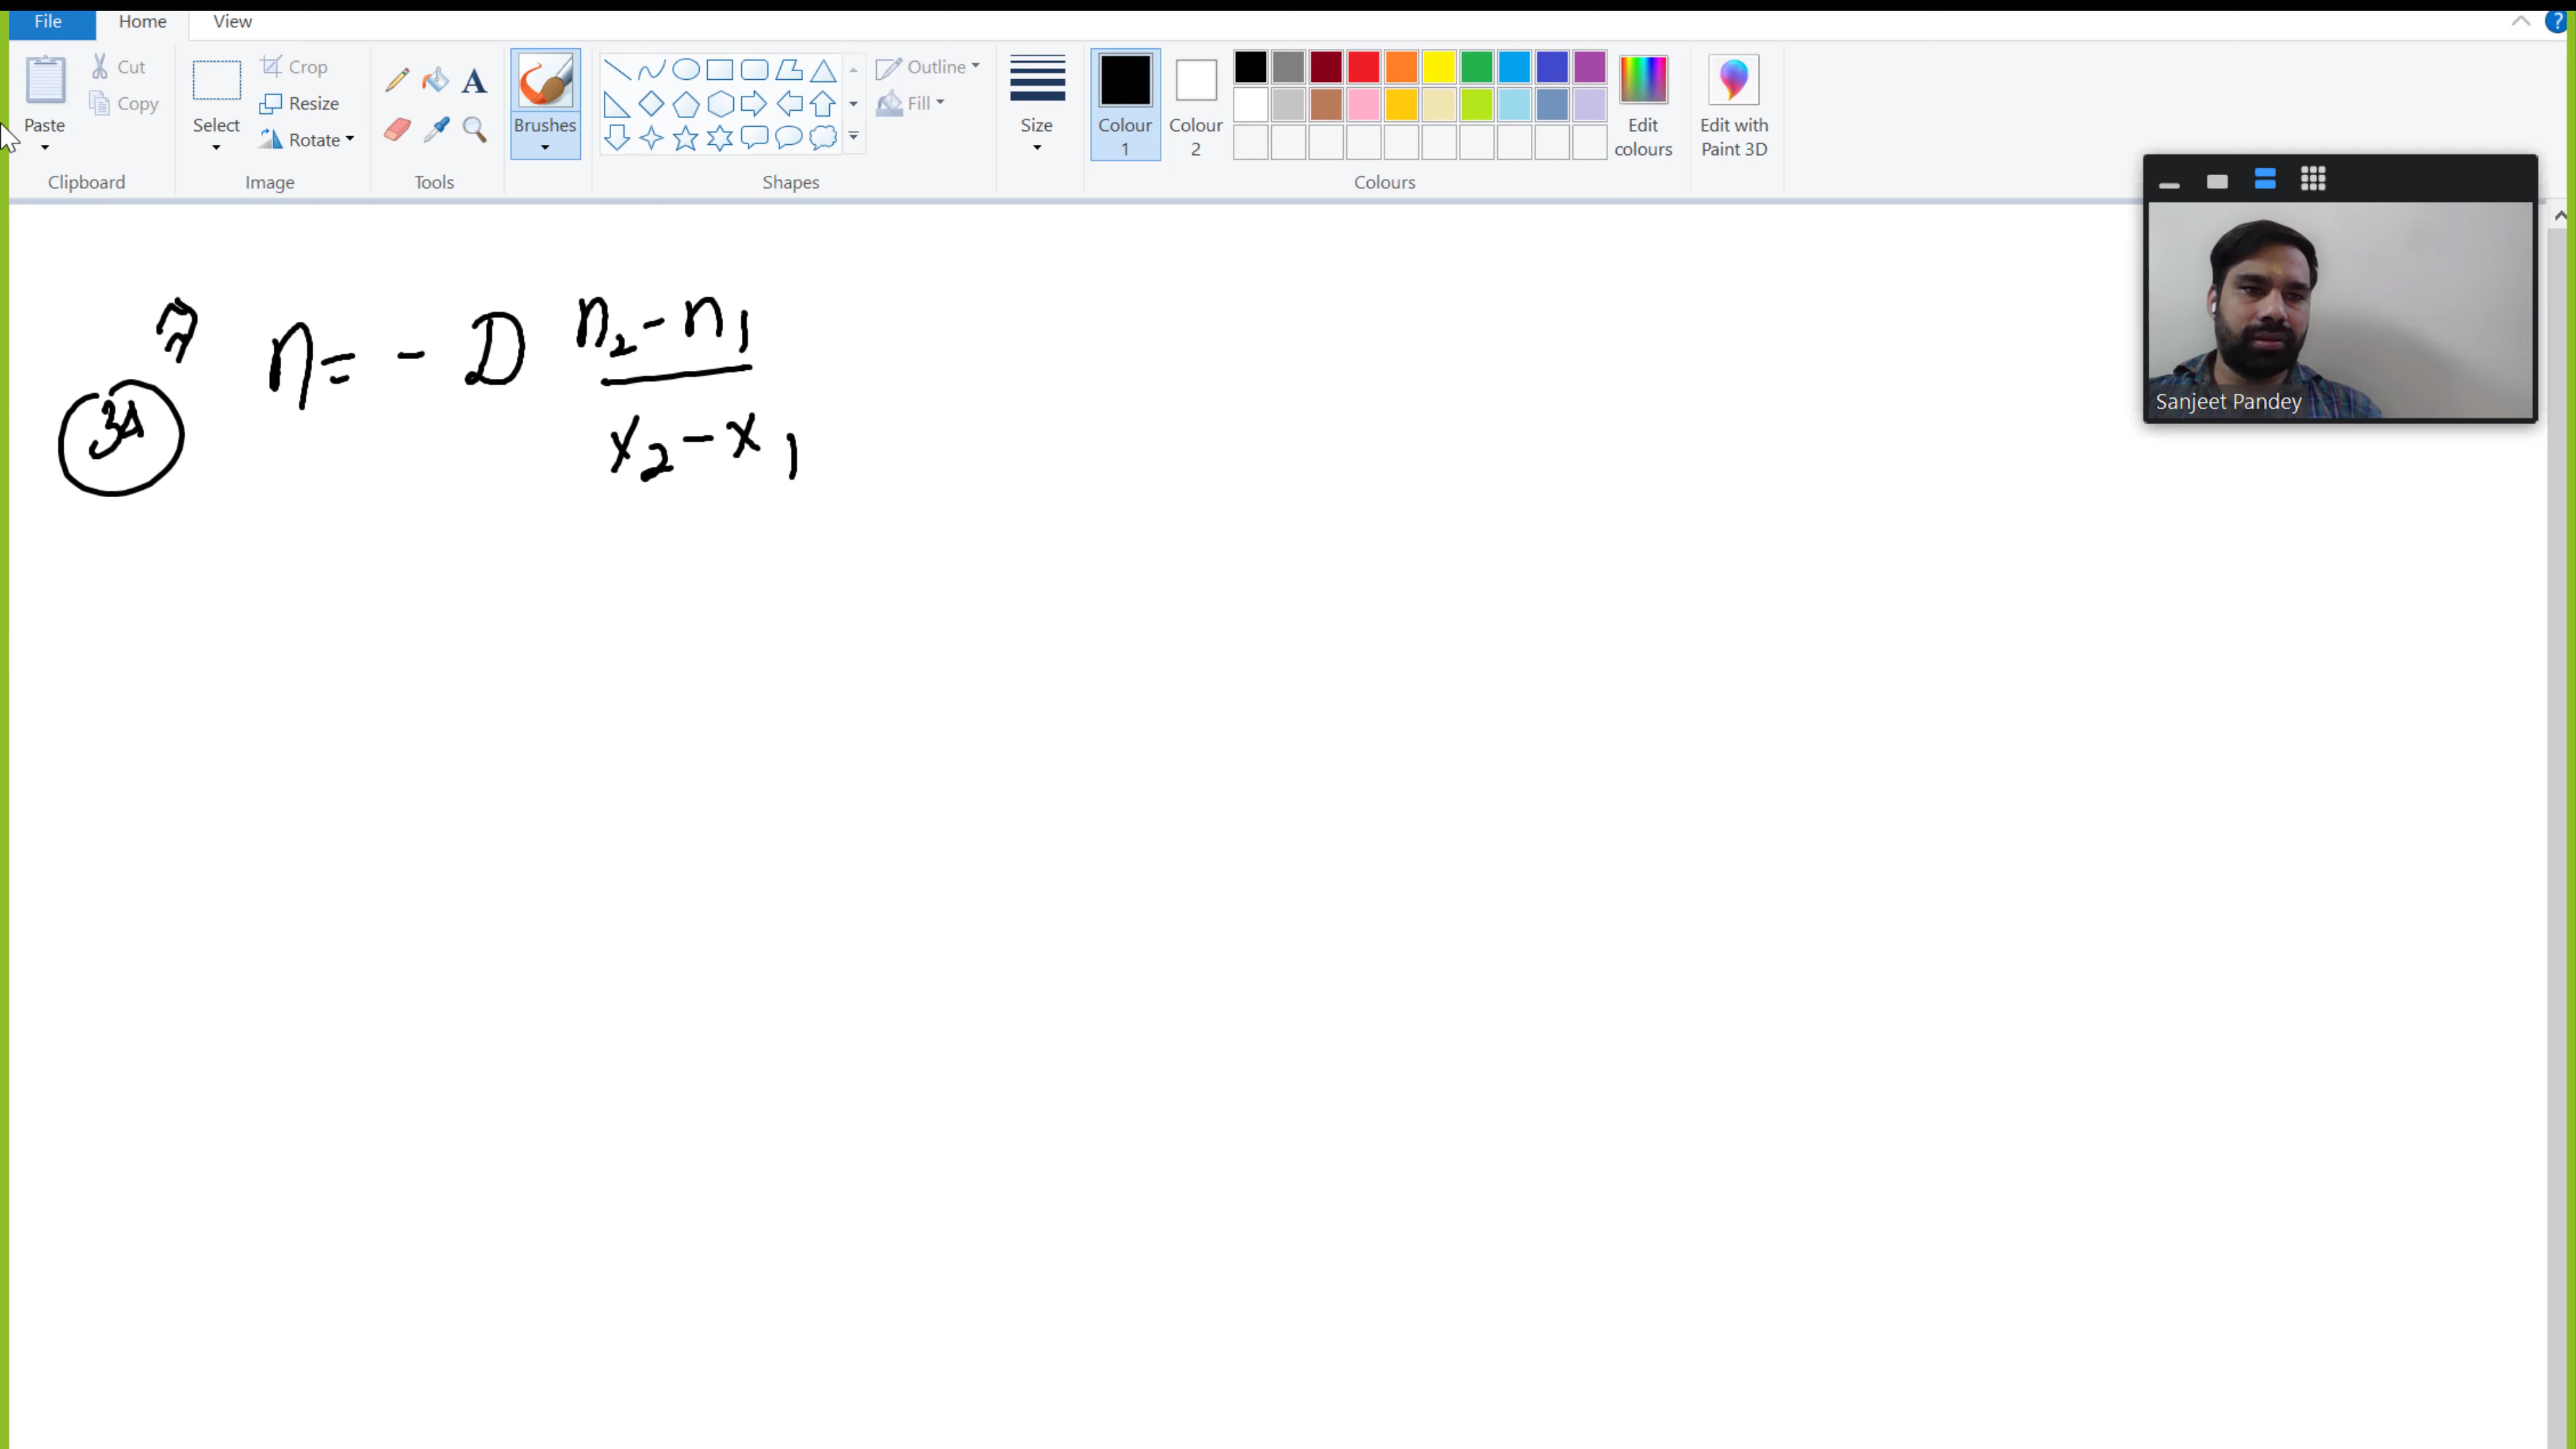 File Home View
Paste
Cut
Copy
Clipboard
Select
Crop
Resize
Rotate
Image
A
Tools
Brushes
Shapes
Outline
Fill
Size
Colour 1
Colour 2
Edit colours
Edit with Paint 3D
Colours
?
Sanjeet Pandey
n = - D
n₂ - n₁
x₂ - x₁
34